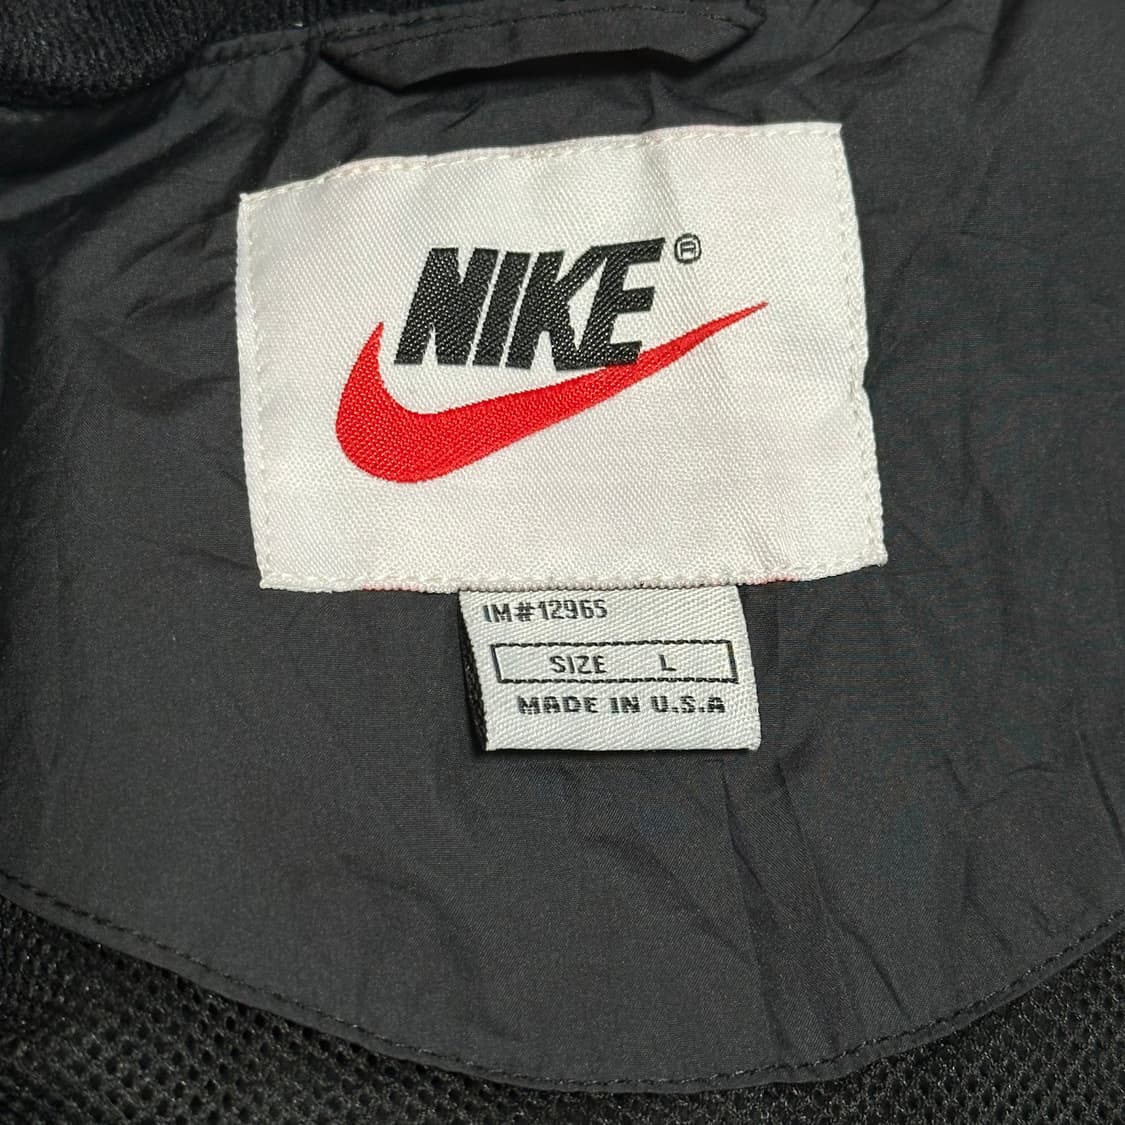 NIKE®
IM#12965
SIZE L
MADE IN U.S.A